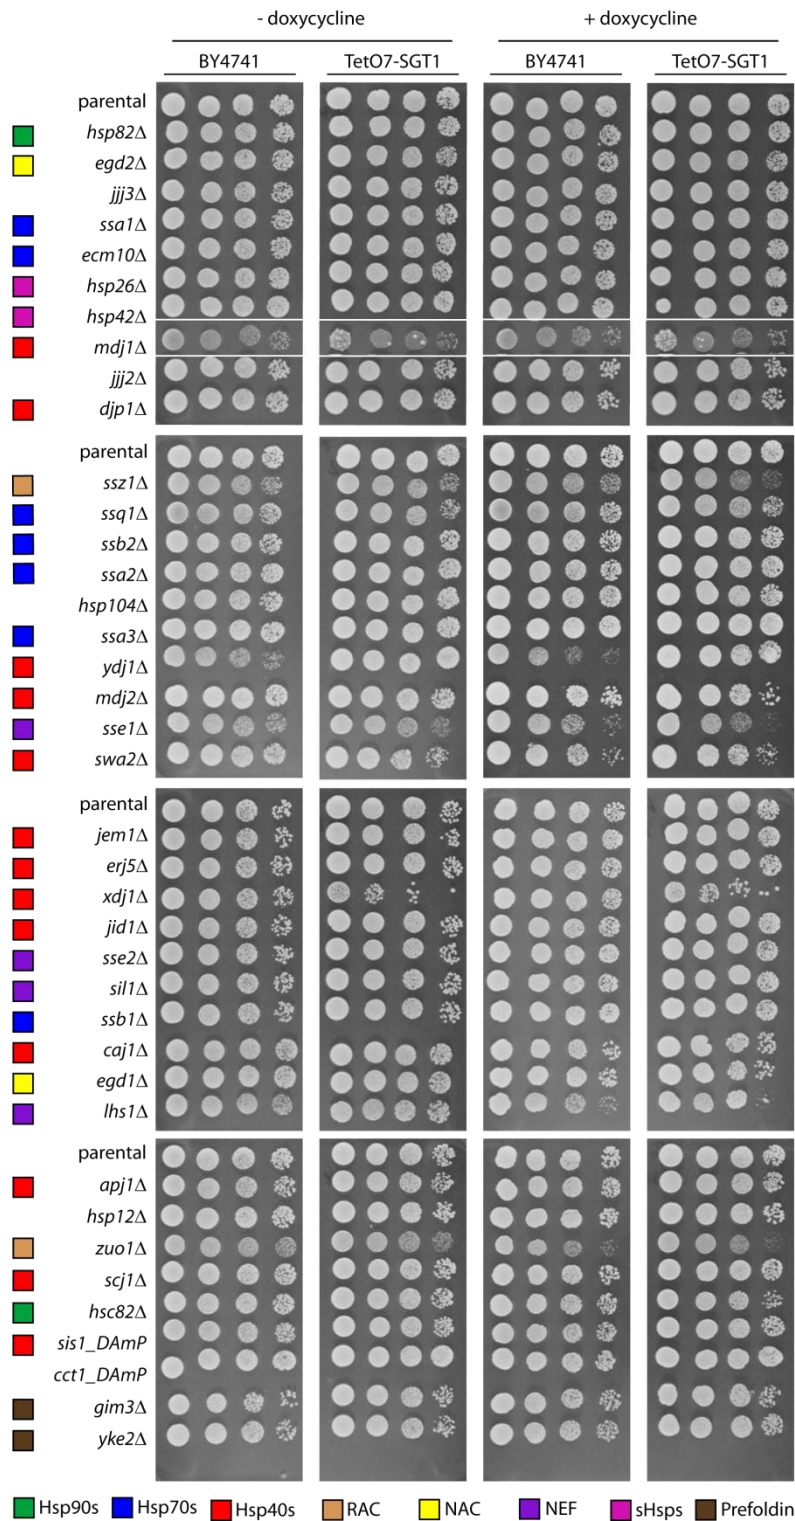 - doxycycline + doxycycline
BY4741 TetO7-SGT1 BY4741 TetO7-SGT1
parental
hsp82Δ
egd2Δ
jjj3Δ
ssa1Δ
ecm10Δ
hsp26Δ
hsp42Δ
mdj1Δ
jjj2Δ
djp1Δ
parental
ssz1Δ
ssq1Δ
ssb2Δ
ssa2Δ
hsp104Δ
ssa3Δ
ydj1Δ
mdj2Δ
sse1Δ
swa2Δ
parental
jem1Δ
erj5Δ
xdj1Δ
jid1Δ
sse2Δ
sil1Δ
ssb1Δ
caj1Δ
egd1Δ
lhs1Δ
parental
apj1Δ
hsp12Δ
zuo1Δ
scj1Δ
hsc82Δ
sis1_DAmP
cct1_DAmP
gim3Δ
yke2Δ
Hsp90s Hsp70s Hsp40s RAC NAC NEF sHsps Prefoldin